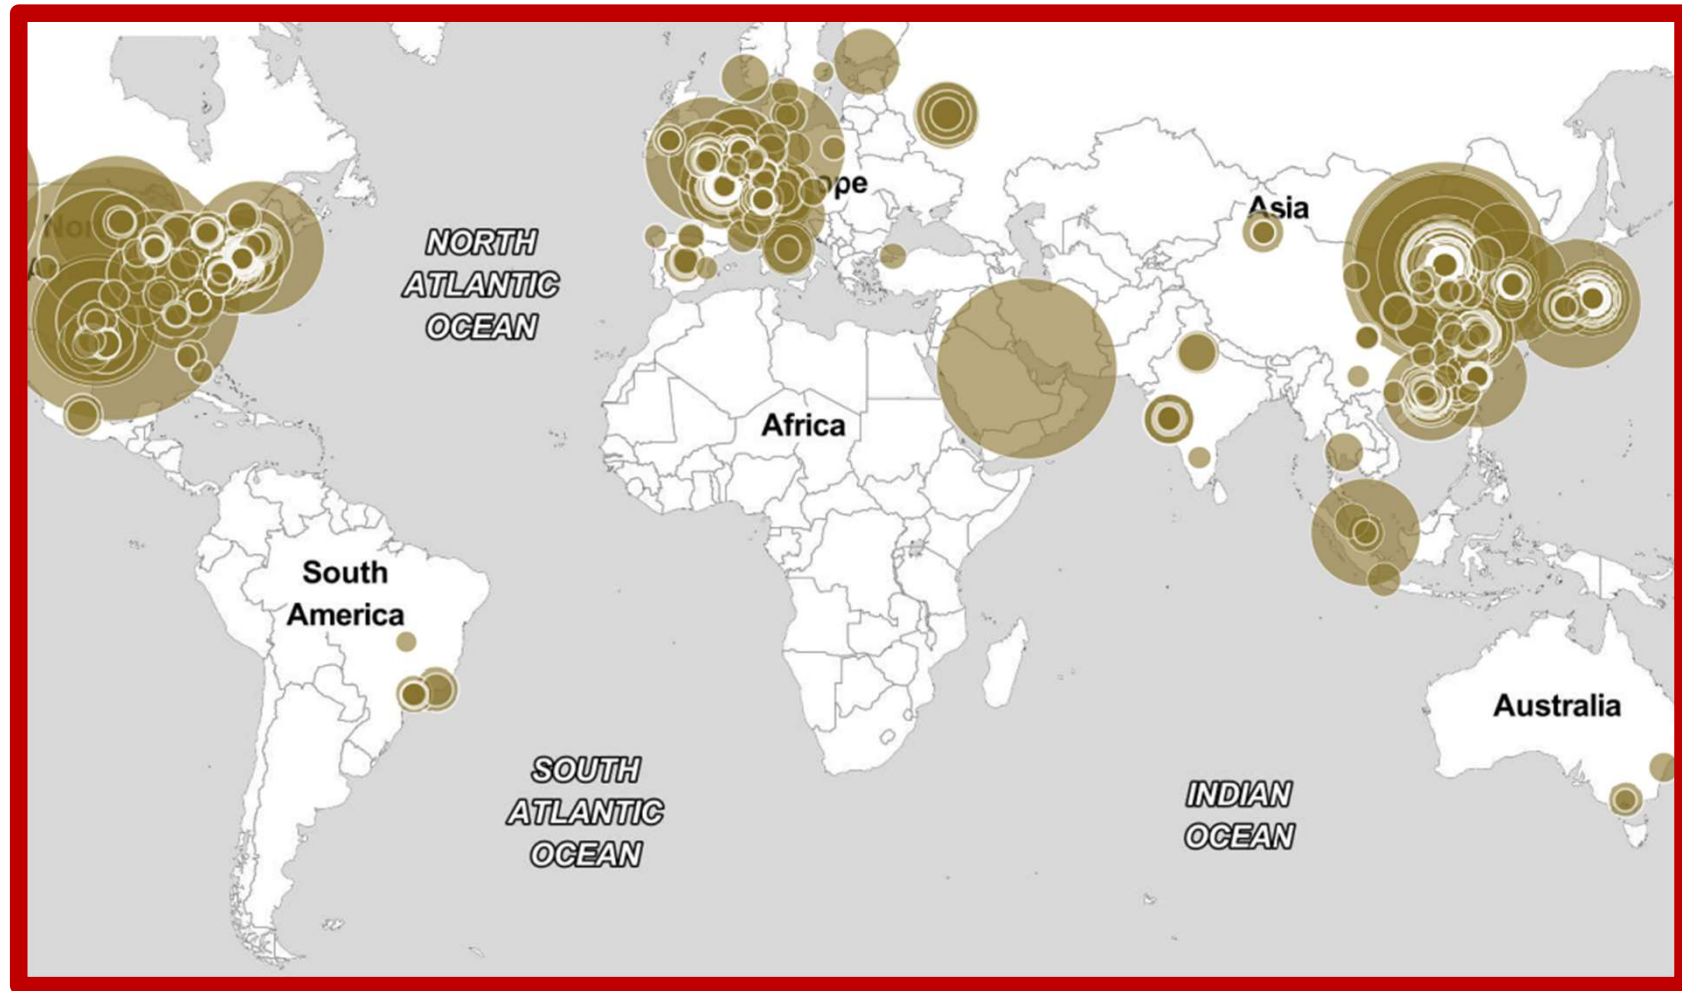 NORTH
ATLANTIC
OCEAN
Asia
Africa
South
America
Australia
SOUTH
ATLANTIC
OCEAN
INDIAN
OCEAN